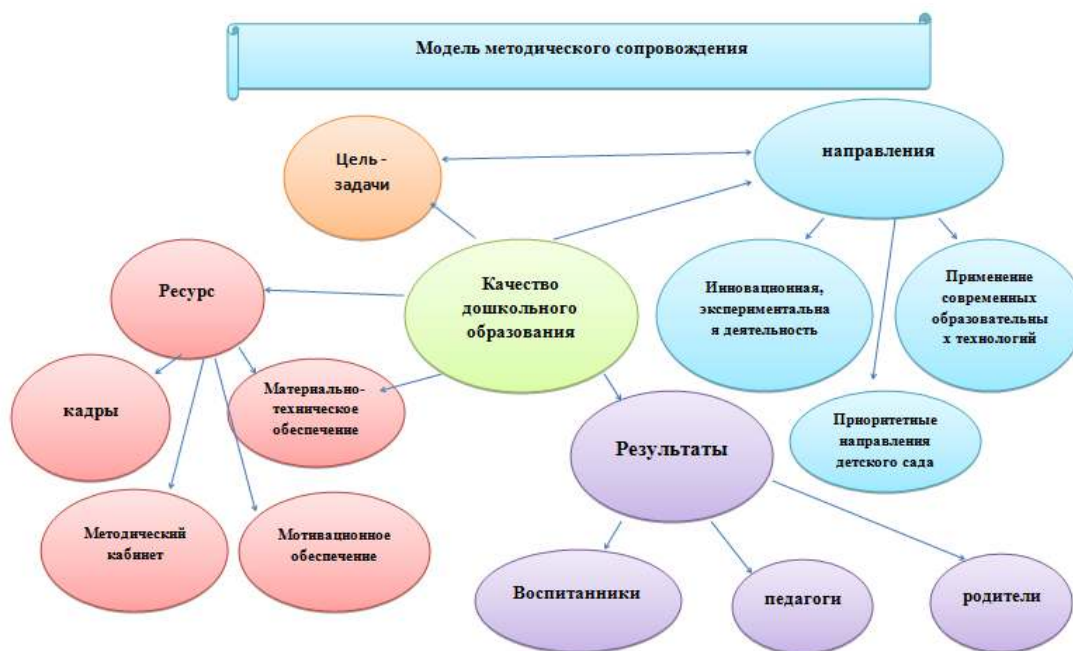 Модель методического сопровождения
Цель -
задачи
направления
Ресурс
Качество
дошкольного
образования
Инновационная,
экспериментальна
я деятельность
Применение
современных
образовательны
х технологий
кадры
Материально-
техническое
обеспечение
Результаты
Приоритетные
направления
детского сада
Методический
кабинет
Мотивационное
обеспечение
Воспитанники
педагоги
родители